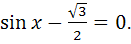 sin x − √3/2 = 0.